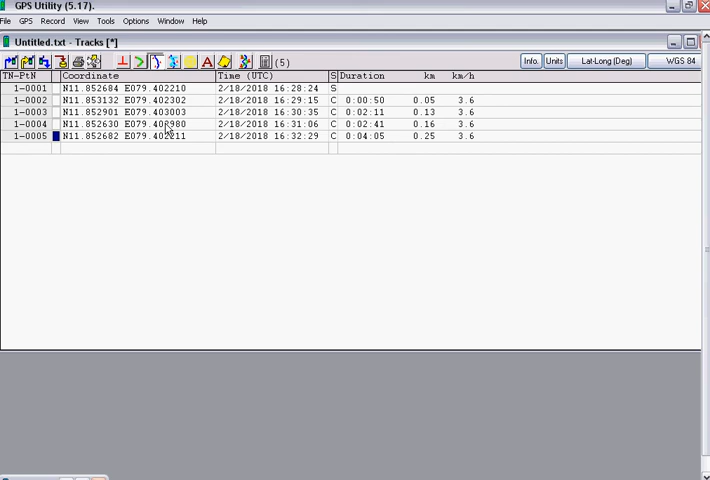 GPS Utility (5.17).
File GPS Record View Tools Options Window Help
Untitled.txt - Tracks [*]
(5) Info. Units Lat-Long (Deg) WGS 84
TN-PtN Coordinate Time (UTC) S Duration km km/h
1-0001 N11.852684 E079.402210 2/18/2018 16:28:24 S
1-0002 N11.853132 E079.402302 2/18/2018 16:29:15 C 0:00:50 0.05 3.6
1-0003 N11.852901 E079.403003 2/18/2018 16:30:35 C 0:02:11 0.13 3.6
1-0004 N11.852630 2/18/2018 16:31:06 C 0:02:41 0.16 3.6
1-0005 N11.852682 E079.402211 2/18/2018 16:32:29 C 0:04:05 0.25 3.6